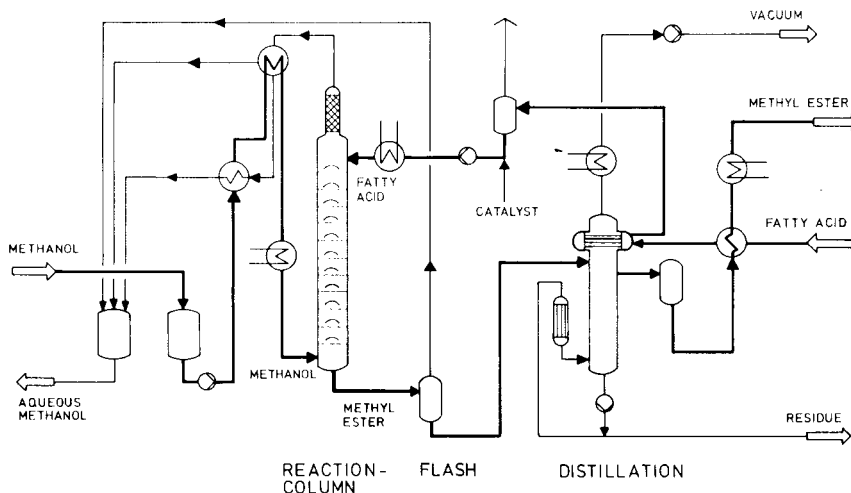 VACUUM
METHYL ESTER
FATTY
ACID
CATALYST
FATTY ACID
METHANOL
METHANOL
AQUEOUS
METHANOL
METHYL
ESTER
RESIDUE
REACTION-
COLUMN
FLASH
DISTILLATION